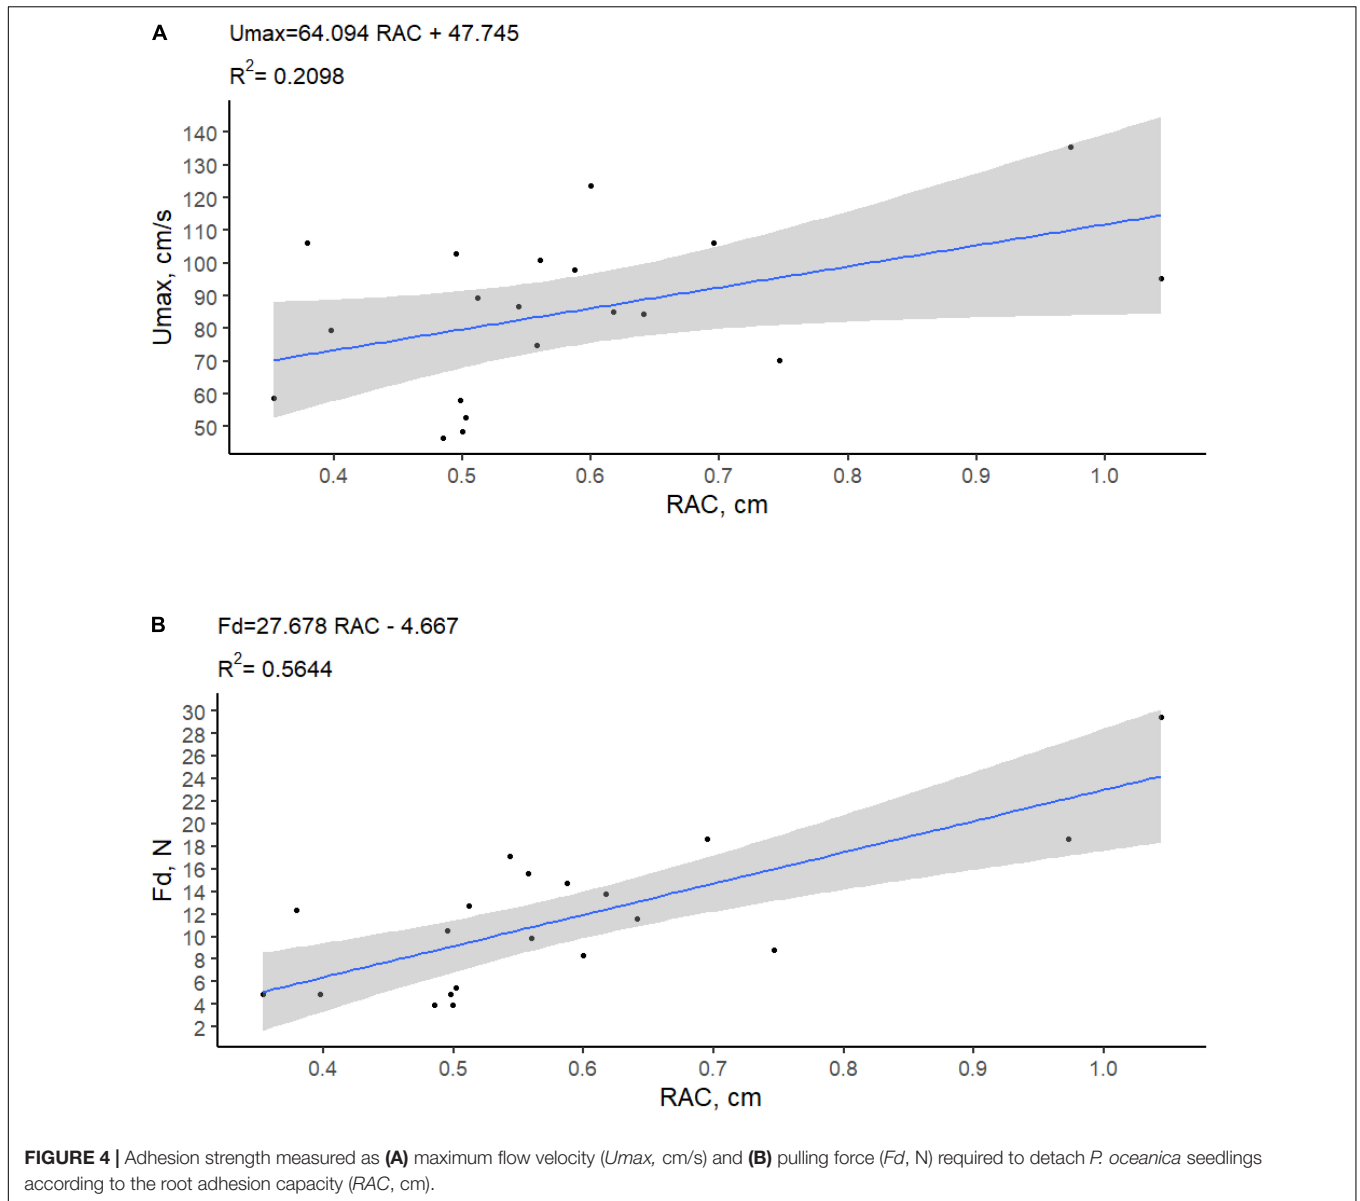 A Umax=64.094 RAC + 47.745
R²= 0.2098
140
130
120
110
100
90
80
70
60
50
Umax, cm/s
0.4 0.5 0.6 0.7 0.8 0.9 1.0
RAC, cm
B Fd=27.678 RAC - 4.667
R²= 0.5644
30
28
26
24
22
20
18
16
14
12
10
8
6
4
2
Fd, N
0.4 0.5 0.6 0.7 0.8 0.9 1.0
RAC, cm
FIGURE 4 | Adhesion strength measured as (A) maximum flow velocity (Umax, cm/s) and (B) pulling force (Fd, N) required to detach P. oceanica seedlings
according to the root adhesion capacity (RAC, cm).